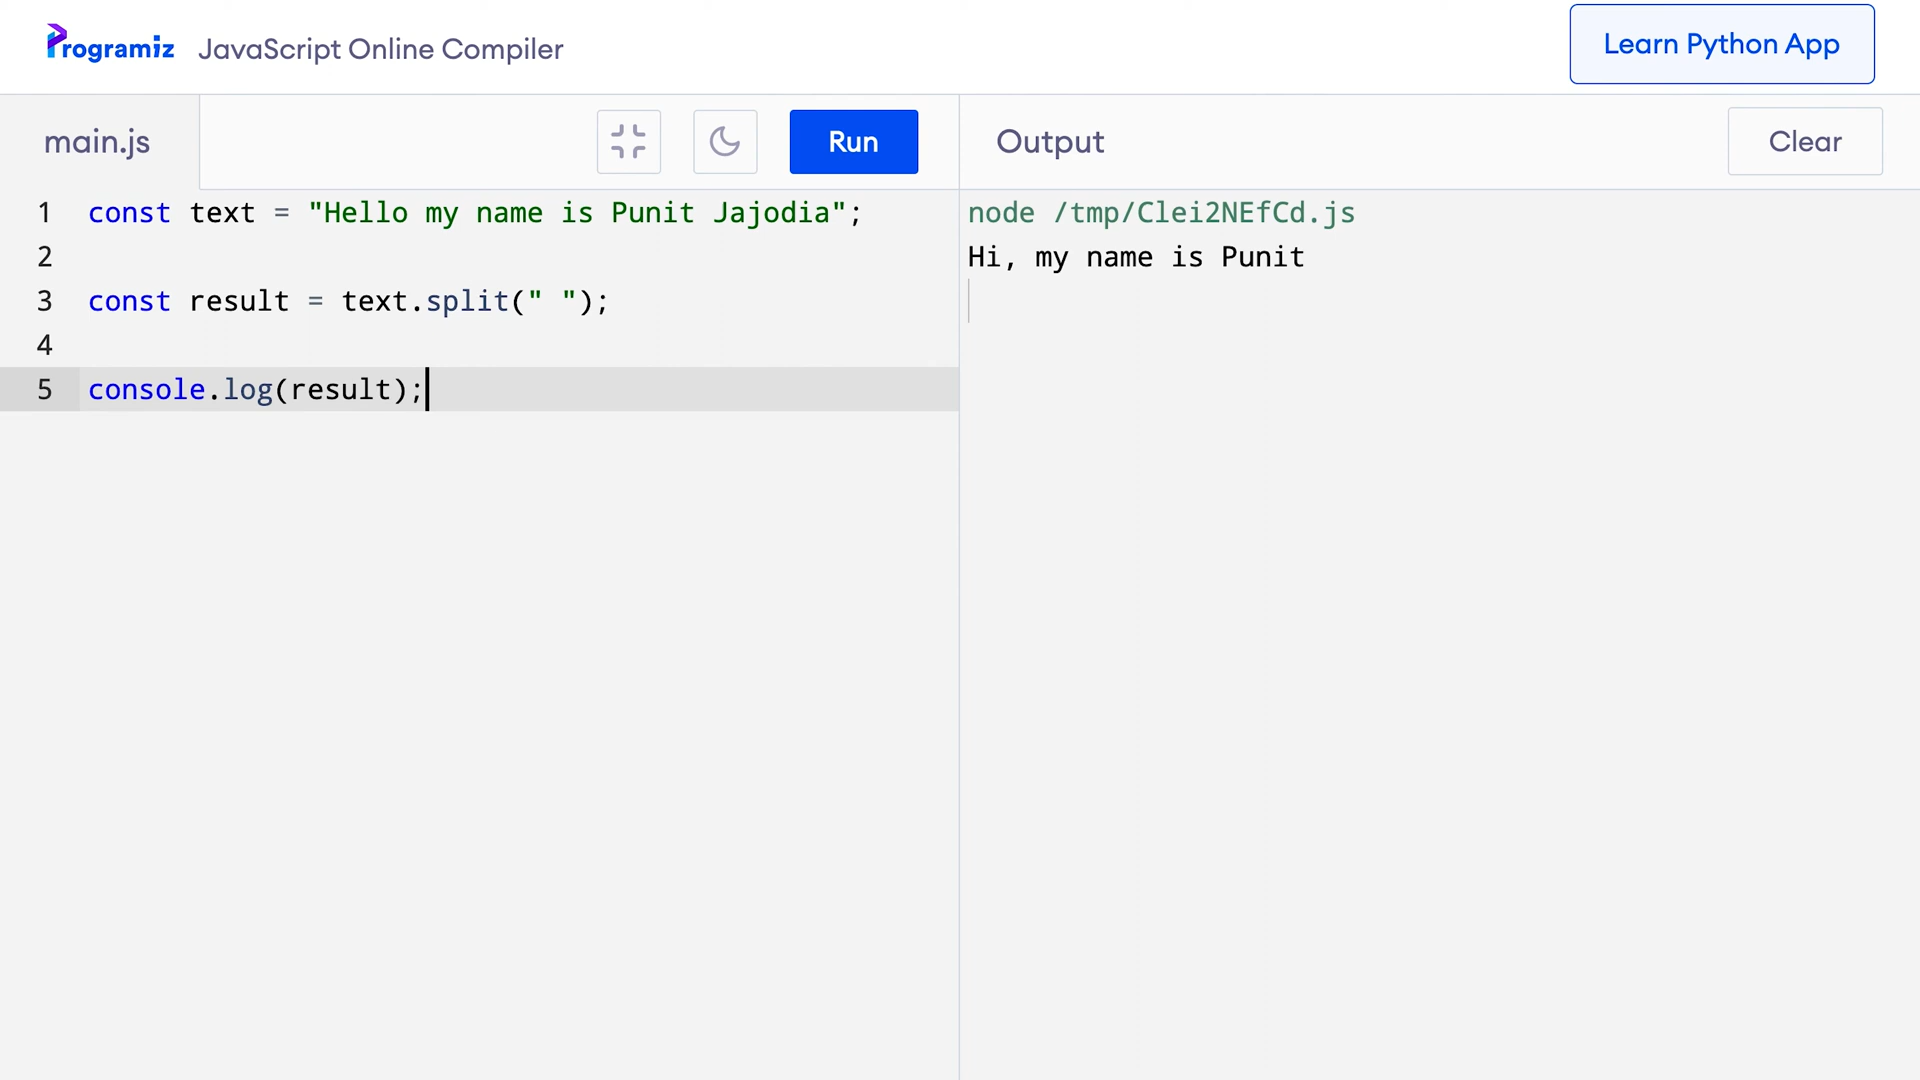 Programiz JavaScript Online Compiler
Learn Python App
main.js
Run
Output
Clear
1 const text = "Hello my name is Punit Jajodia";
2
3 const result = text.split(" ");
4
5 console.log(result);
node /tmp/Clei2NEfCd.js
Hi, my name is Punit